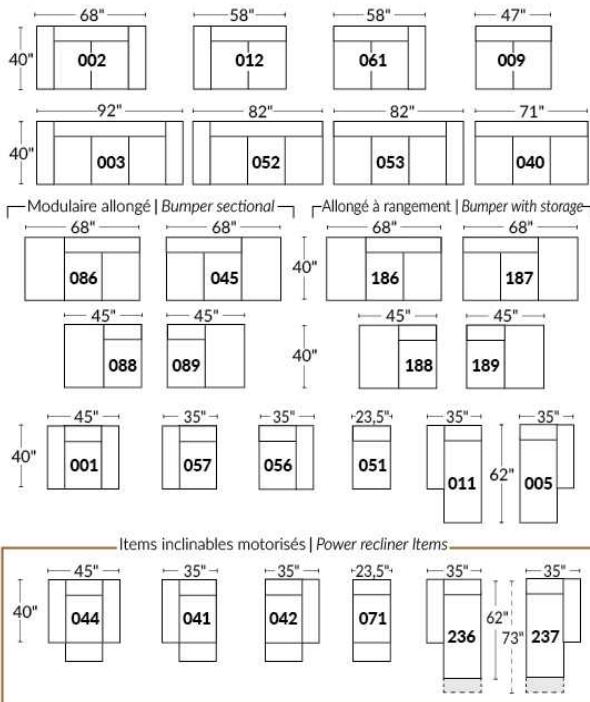 68" 58" 58" 47"
40" 002 012 061 009
92" 82" 82" 71"
40" 003 052 053 040
Modulaire allongé | Bumper sectional
Allongé à rangement | Bumper with storage
68" 68" 68" 68"
086 045 40" 186 187
45" 45" 45" 45"
088 089 40" 188 189
45" 35" 35" 23,5" 35" 35"
40" 001 057 056 051 011 62" 005
Items inclinables motorisés | Power recliner Items
45" 35" 35" 23,5" 35" 35"
40" 044 041 042 071 236 62" 73" 237